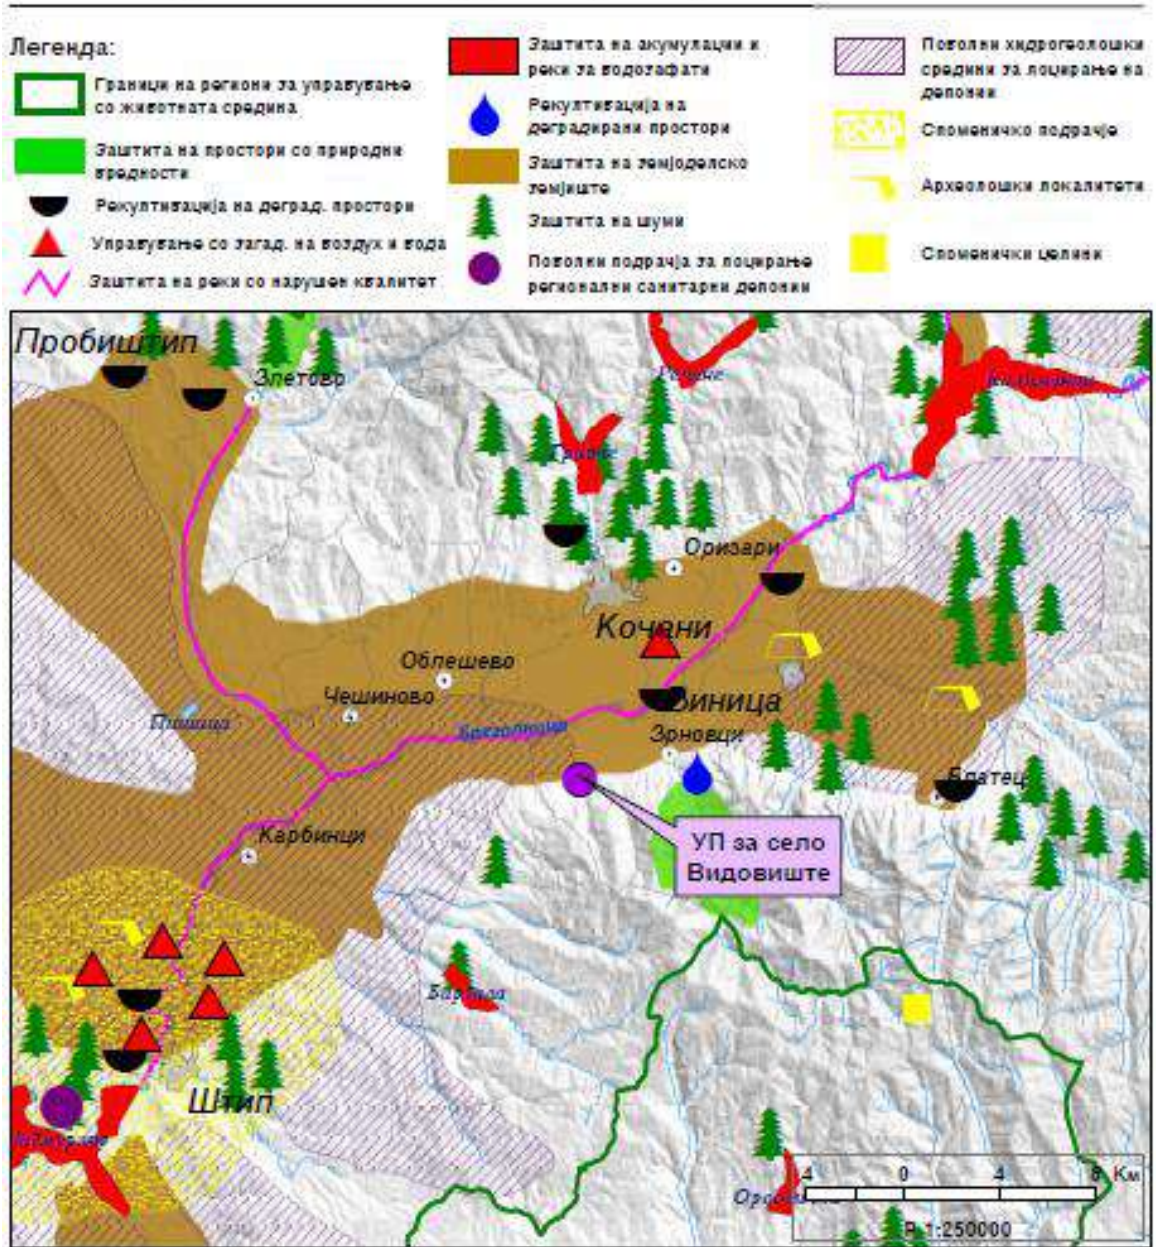 Легенда:
Граници на региони за управување
со животната средина
Заштита на простори со природни
вредности
Рекултивација на деград. простори
Управување со загад. на воздух и вода
Заштита на реки со нарушен квалитет
Заштита на акумулации и
реки за водозафати
Рекултивација на
деградирани простори
Заштита на земјоделско
земјиште
Заштита на шуми
Поволни подрачја за лоцирање
регионални санитарни депонии
Поволни хидрогеолошки
средини за лоцирање на
депонии
Споменичко подрачје
Археолошки локалитети
Споменички целини
Пробиштип
Злетово
Оризари
Кочани
Облешево
Чешиново
Пишица
Брегалница
Виница
Зрновци
Блатец
УП за село
Видовиште
Карбинци
Штип
4 0 4 8 Км
R 1:250000